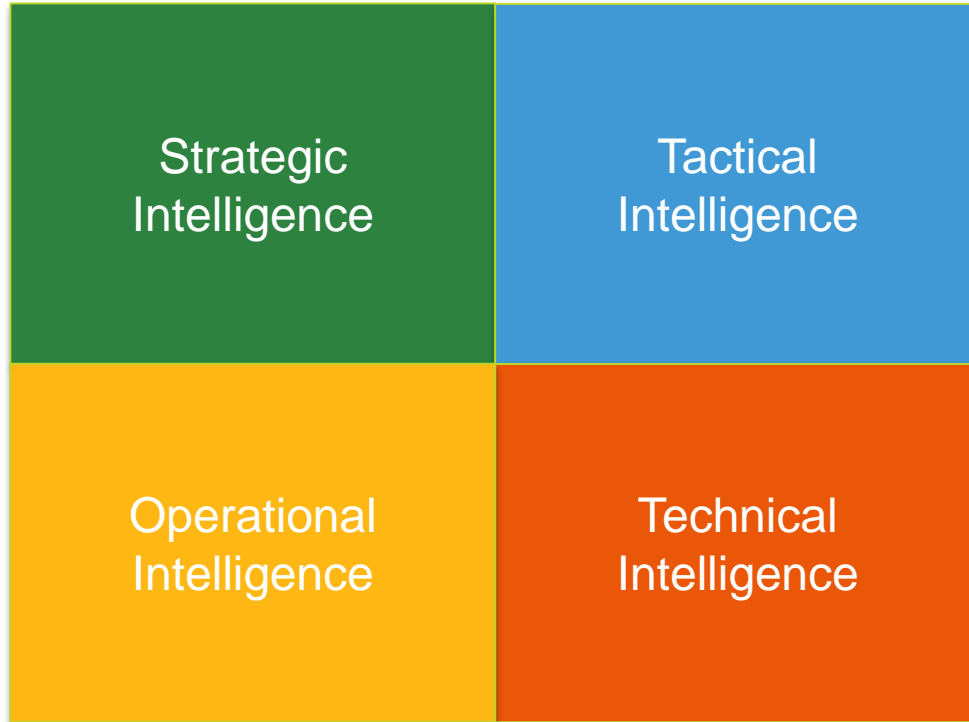 Strategic
Intelligence
Tactical
Intelligence
Operational
Intelligence
Technical
Intelligence